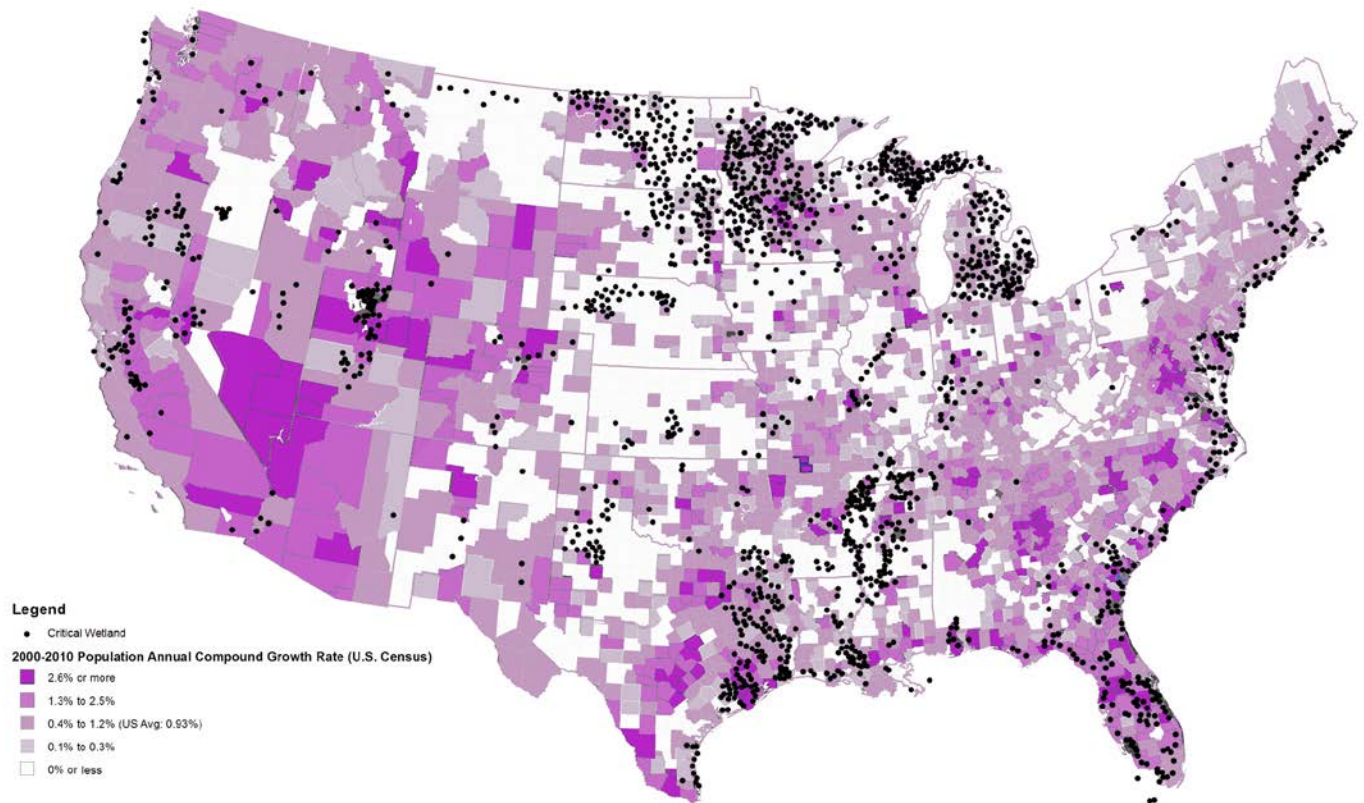 Legend
Critical Wetland
2000-2010 Population Annual Compound Growth Rate (U.S. Census)
2.6% or more
1.3% to 2.5%
0.4% to 1.2% (US Avg: 0.93%)
0.1% to 0.3%
0% or less